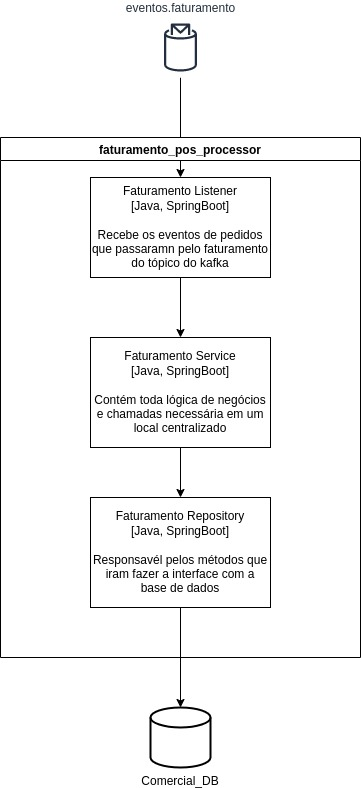 eventos.faturamento
faturamento_pos_processor
Faturamento Listener
[Java, SpringBoot]
Recebe os eventos de pedidos
que passaramn pelo faturamento
do tópico do kafka
Faturamento Service
[Java, SpringBoot]
Contém toda lógica de negócios
e chamadas necessária em um
local centralizado
Faturamento Repository
[Java, SpringBoot]
Responsavél pelos métodos que
iram fazer a interface com a
base de dados
Comercial_DB